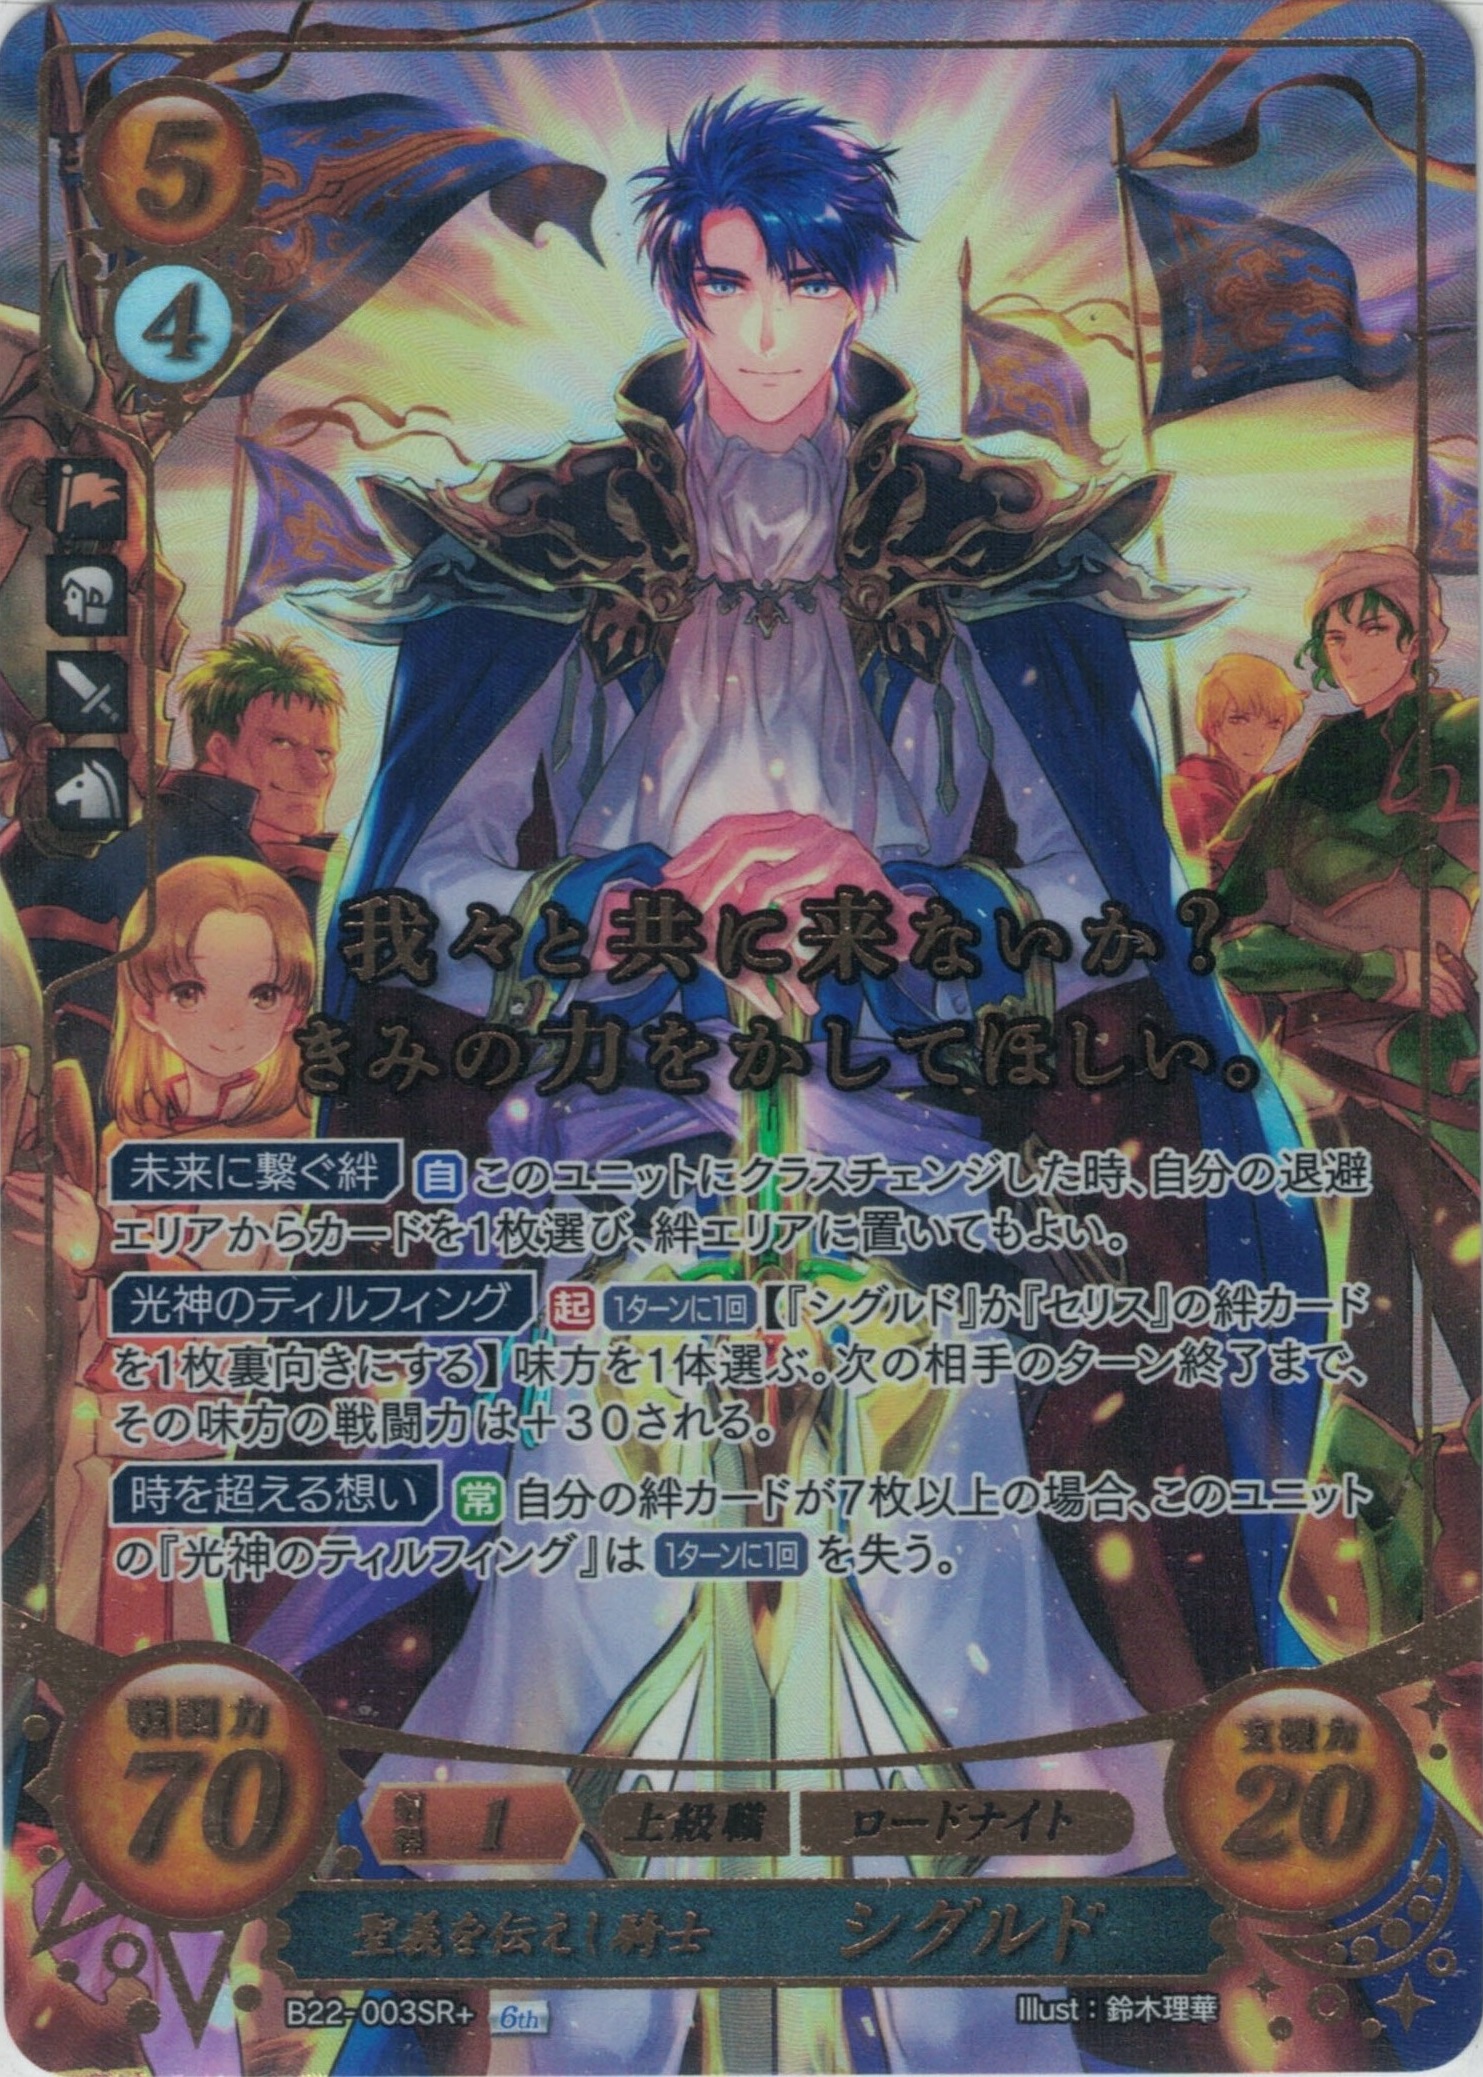 5
4
我々と共に来ないか?
きみの力をかしてほしい。
未来に繋ぐ絆 自 このユニットにクラスチェンジした時、自分の退避
エリアからカードを1枚選び、絆エリアに置いてもよい。
光神のティルフィング 起 1ターンに1回【『シグルド』か『セリス』の絆カード
を1枚裏向きにする】味方を1体選ぶ。次の相手のターン終了まで、
その味方の戦闘力は+30される。
時を超える想い 常 自分の絆カードが7枚以上の場合、このユニット
の『光神のティルフィング』は 1ターンに1回 を失う。
戦闘力
70
射程 1 上級職 ロードナイト
支援力
20
聖義を伝えし騎士 シグルド
B22-003SR+ 6th Illust:鈴木理華